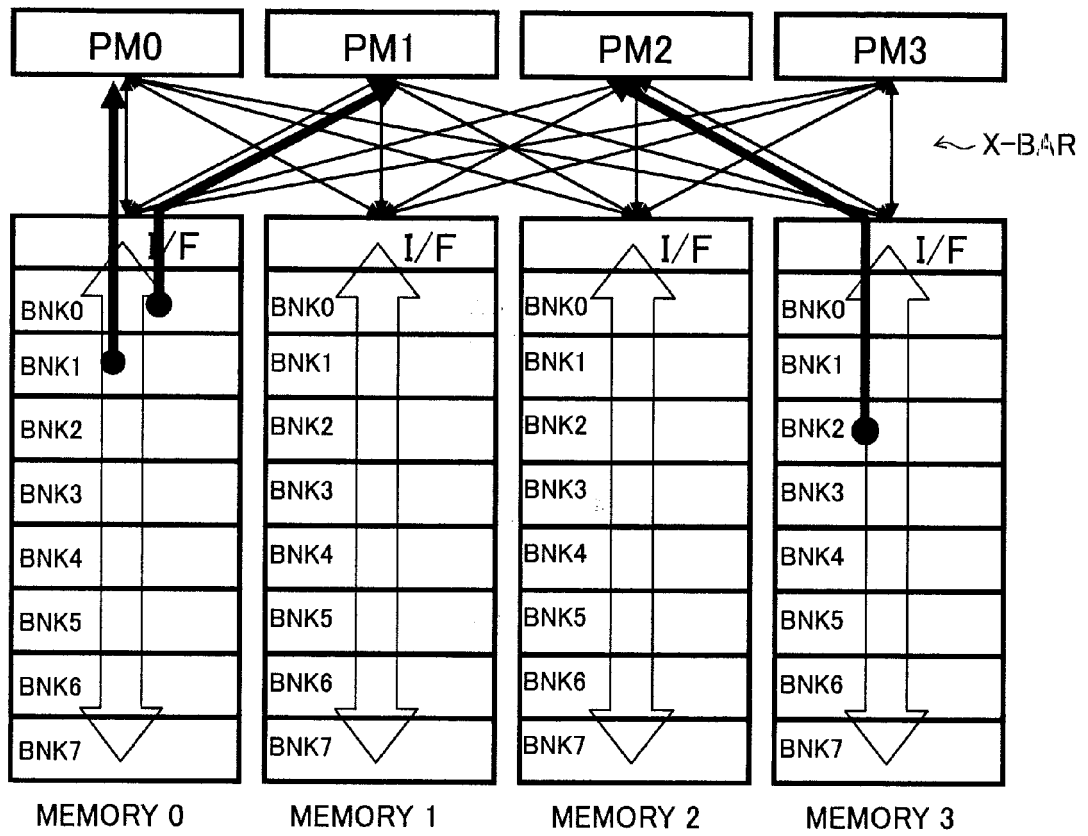 PM0 PM1 PM2 PM3
X-BAR
I/F I/F I/F I/F
BNK0 BNK0 BNK0 BNK0
BNK1 BNK1 BNK1 BNK1
BNK2 BNK2 BNK2 BNK2
BNK3 BNK3 BNK3 BNK3
BNK4 BNK4 BNK4 BNK4
BNK5 BNK5 BNK5 BNK5
BNK6 BNK6 BNK6 BNK6
BNK7 BNK7 BNK7 BNK7
MEMORY 0 MEMORY 1 MEMORY 2 MEMORY 3